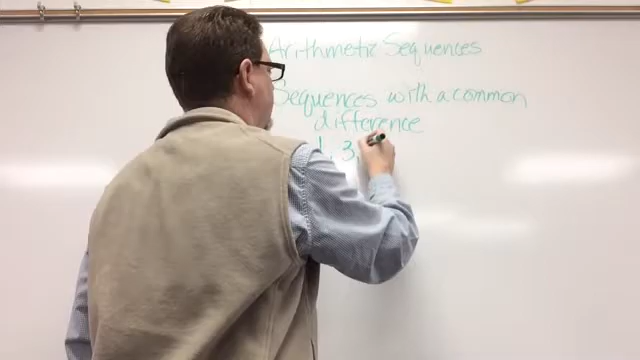 Arithmetic Sequences
Sequences with a common
difference
1, 3,